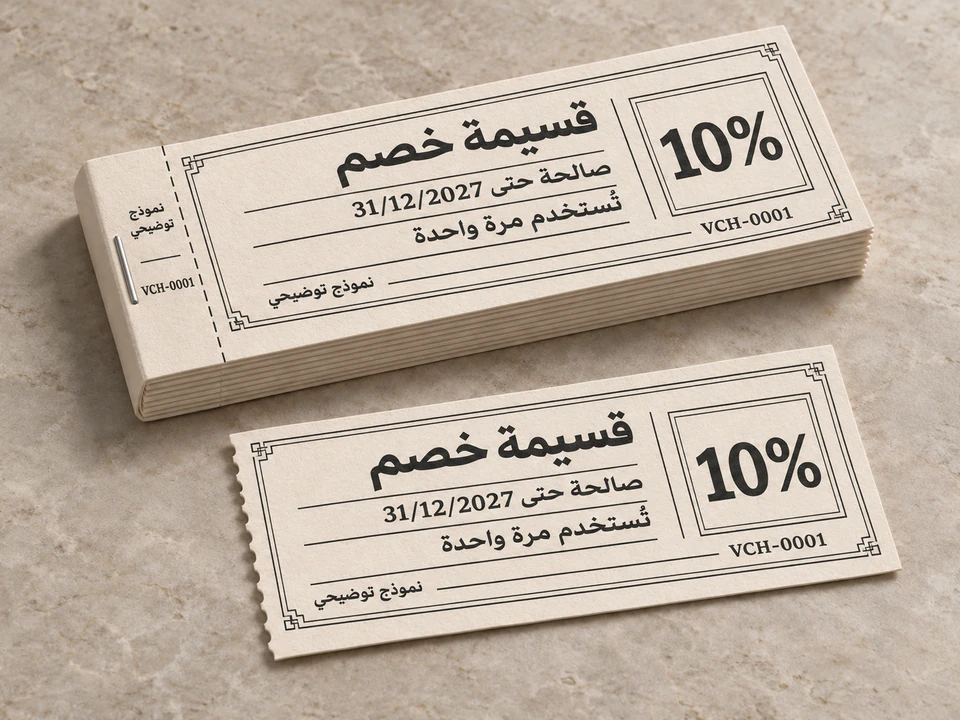 نموذج
توضيحي
VCH-0001
قسيمة خصم
صالحة حتى 31/12/2027
تُستخدم مرة واحدة
نموذج توضيحي
10%
VCH-0001
قسيمة خصم
صالحة حتى 31/12/2027
تُستخدم مرة واحدة
نموذج توضيحي
10%
VCH-0001